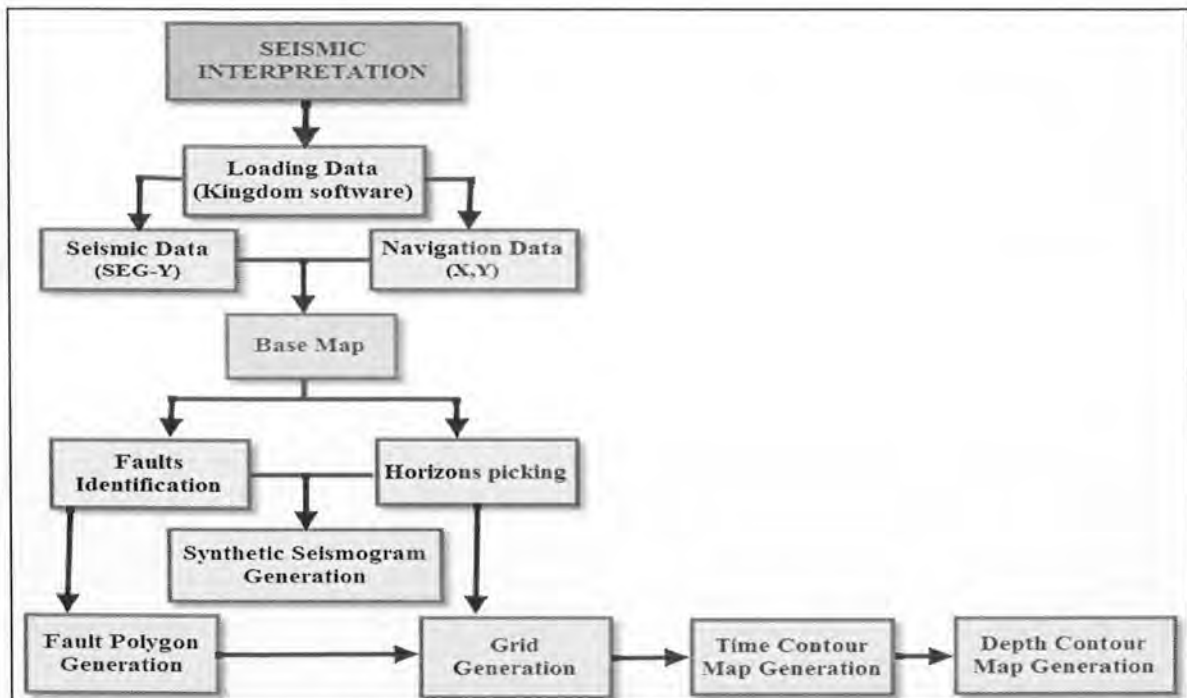 SEISMIC
INTERPRETATION
Loading Data
(Kingdom software)
Seismic Data
(SEG-Y)
Navigation Data
(X,Y)
Base Map
Faults
Identification
Horizons picking
Synthetic Seismogram
Generation
Fault Polygon
Generation
Grid
Generation
Time Contour
Map Generation
Depth Contour
Map Generation